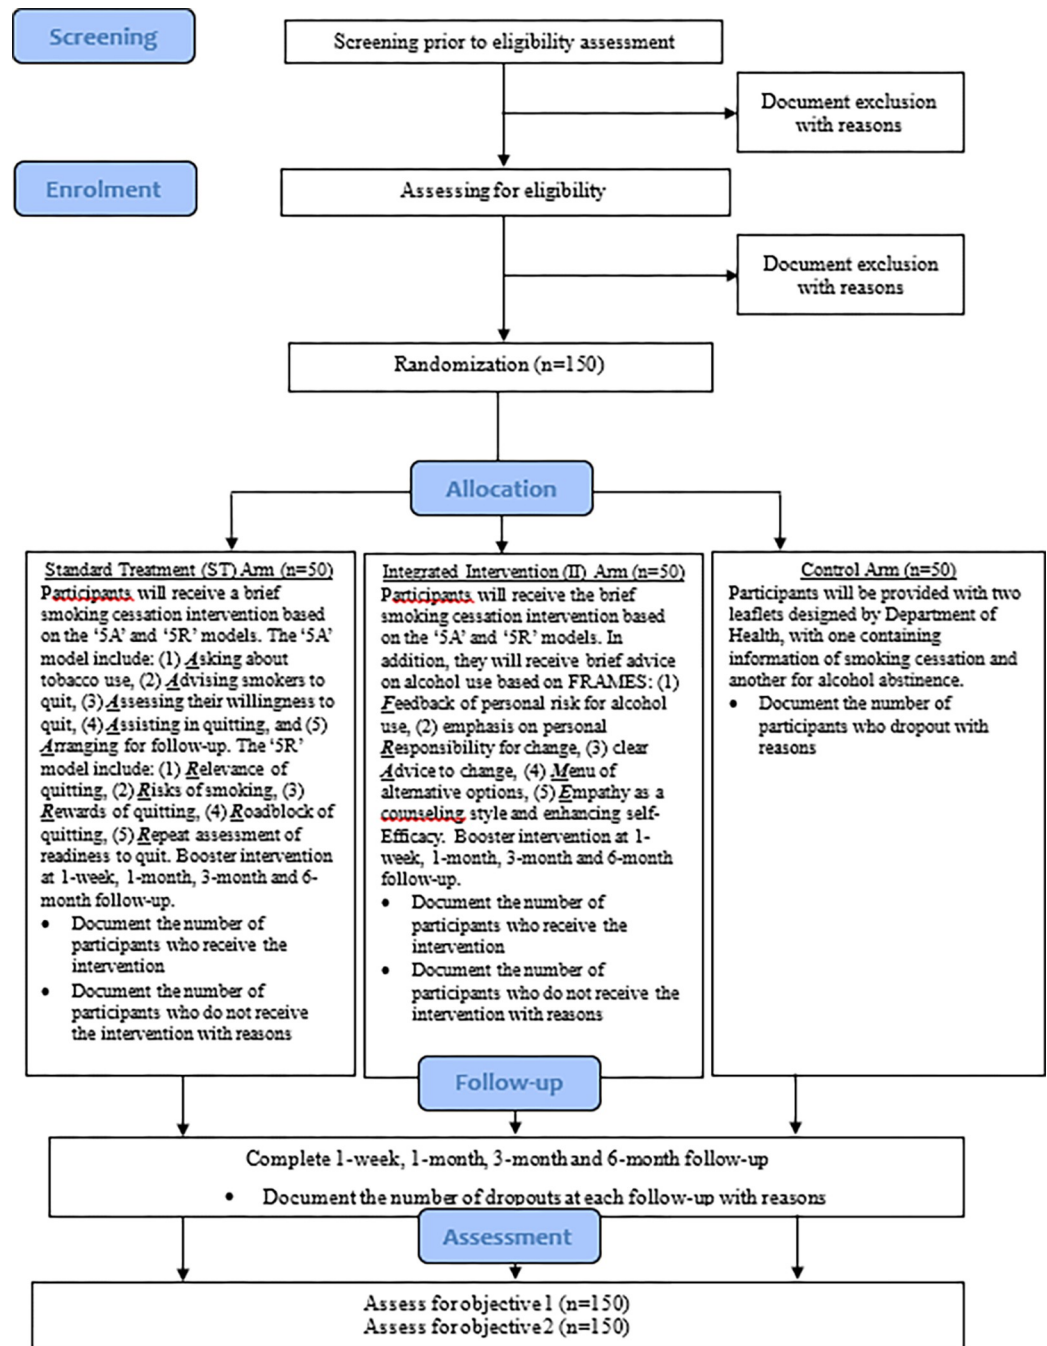 Screening
Screening prior to eligibility assessment
Document exclusion
with reasons
Enrolment
Assessing for eligibility
Document exclusion
with reasons
Randomization (n=150)
Allocation
Standard Treatment (ST) Arm (n=50)
Participants will receive a brief
smoking cessation intervention based
on the ‘5A’ and ‘5R’ models. The ‘5A’
model include: (1) Asking about
tobacco use, (2) Advising smokers to
quit, (3) Assessing their willingness to
quit, (4) Assisting in quitting, and (5)
Arranging for follow-up. The ‘5R’
model include: (1) Relevance of
quitting, (2) Risks of smoking, (3)
Rewards of quitting, (4) Roadblock of
quitting, (5) Repeat assessment of
readiness to quit. Booster intervention
at 1-week, 1-month, 3-month and 6-
month follow-up.
• Document the number of
participants who receive the
intervention
• Document the number of
participants who do not receive
the intervention with reasons
Integrated Intervention (II) Arm (n=50)
Participants will receive the brief
smoking cessation intervention based
on the ‘5A’ and ‘5R’ models. In
addition, they will receive brief advice
on alcohol use based on FRAMES: (1)
Feedback of personal risk for alcohol
use, (2) emphasis on personal
Responsibility for change, (3) clear
Advice to change, (4) Menu of
alternative options, (5) Empathy as a
counseling style and enhancing self-
Efficacy. Booster intervention at 1-
week, 1-month, 3-month and 6-month
follow-up.
• Document the number of
participants who receive the
intervention
• Document the number of
participants who do not receive the
intervention with reasons
Control Arm (n=50)
Participants will be provided with two
leaflets designed by Department of
Health, with one containing
information of smoking cessation and
another for alcohol abstinence.
• Document the number of
participants who dropout with
reasons
Follow-up
Complete 1-week, 1-month, 3-month and 6-month follow-up
• Document the number of dropouts at each follow-up with reasons
Assessment
Assess for objective 1 (n=150)
Assess for objective 2 (n=150)